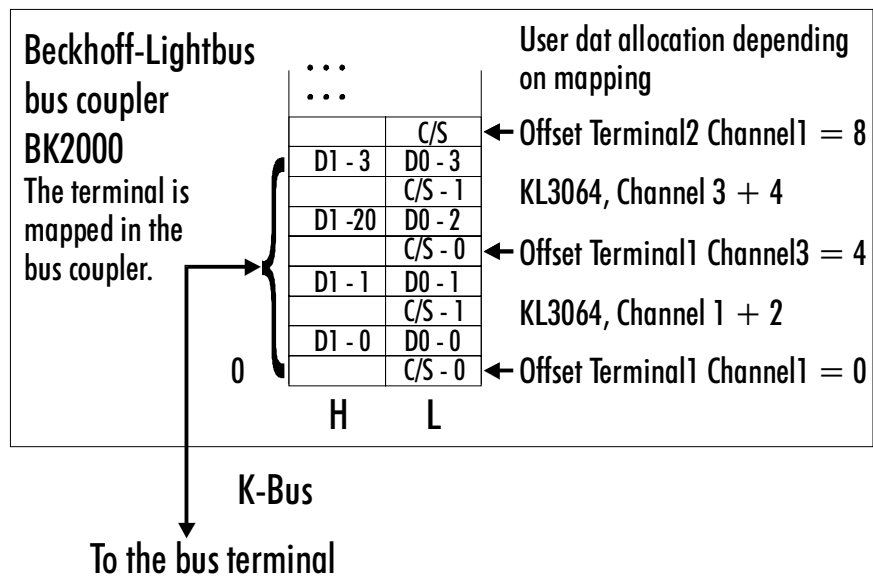 Beckhoff-Lightbus
bus coupler
BK2000
The terminal is
mapped in the
bus coupler.
...
...
User dat allocation depending
on mapping
C/S
Offset Terminal2 Channel1 = 8
D1 - 3 D0 - 3
C/S - 1
KL3064, Channel 3 + 4
D1 -20 D0 - 2
C/S - 0
Offset Terminal1 Channel3 = 4
D1 - 1 D0 - 1
C/S - 1
KL3064, Channel 1 + 2
D1 - 0 D0 - 0
0
C/S - 0
Offset Terminal1 Channel1 = 0
H L
K-Bus
To the bus terminal